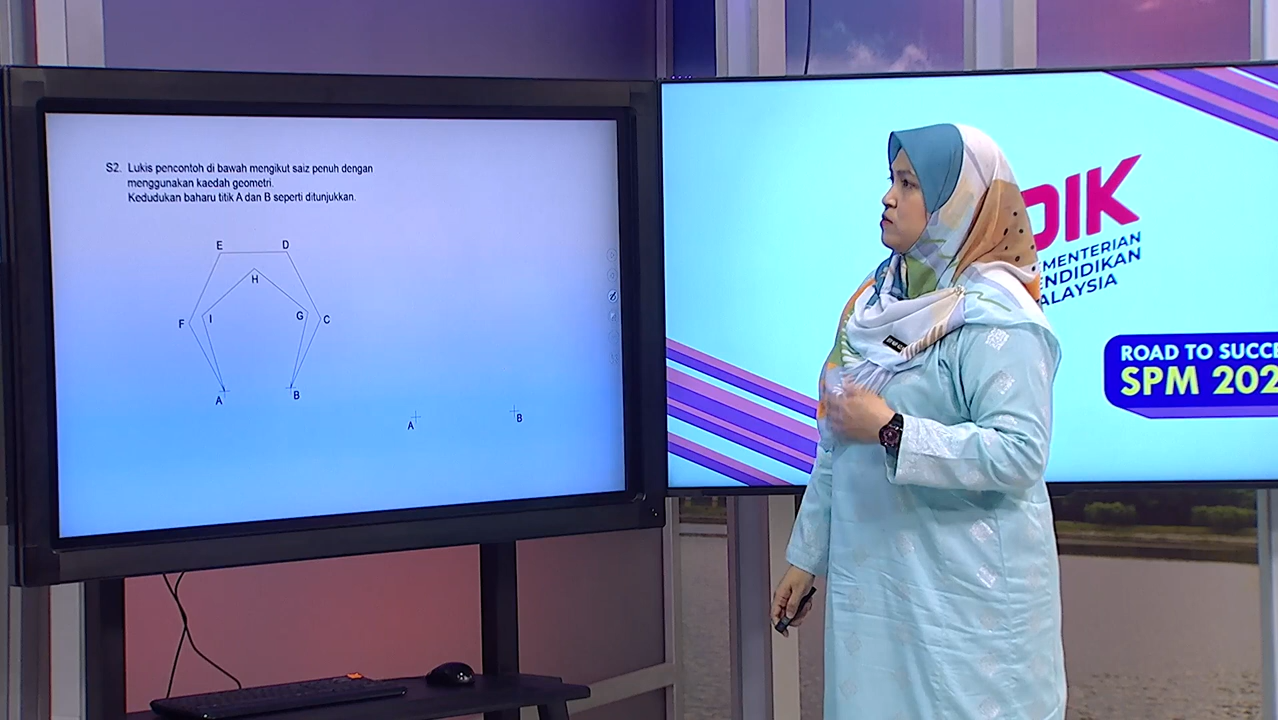 S2. Lukis pencontoh di bawah mengikut saiz penuh dengan
menggunakan kaedah geometri.
Kedudukan baharu titik A dan B seperti ditunjukkan.
E D
H
F I G C
A B
A B
DIK
KEMENTERIAN
PENDIDIKAN
MALAYSIA
ROAD TO SUCCE
SPM 202